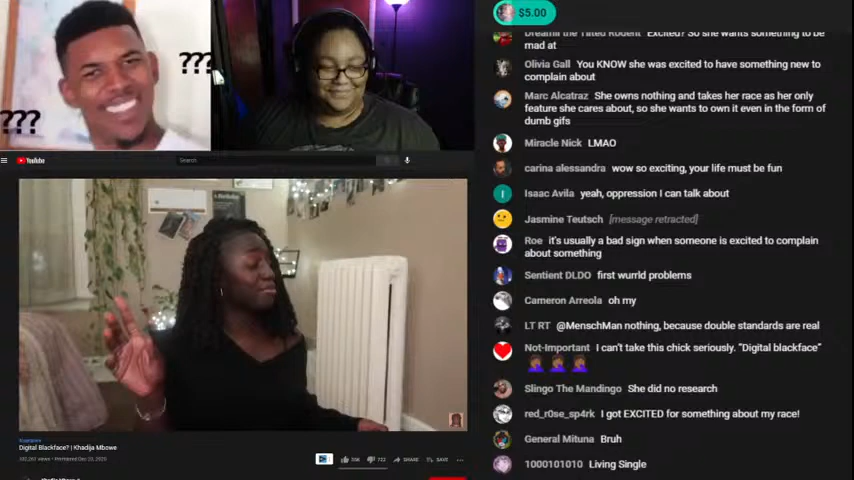 $5.00
???
???
Dreamii the Tilted Rodent Excited? So she wants something to be
mad at
Olivia Gall You KNOW she was excited to have something new to
complain about
Marc Alcatraz She owns nothing and takes her race as her only
feature she cares about, so she wants to own it even in the form of
dumb gifs
Miracle Nick LMAO
carina alessandra wow so exciting, your life must be fun
I
Isaac Avila yeah, oppression I can talk about
Jasmine Teutsch [message retracted]
Roe it's usually a bad sign when someone is excited to complain
about something
Sentient DLDO first wurrld problems
Cameron Arreola oh my
LT RT @MenschMan nothing, because double standards are real
Not-Important I can't take this chick seriously. "Digital blackface"
Slingo The Mandingo She did no research
red_r0se_sp4rk I got EXCITED for something about my race!
General Mituna Bruh
1000101010 Living Single
YouTube
Search
Digital Blackface? | Khadija Mbowe
SHARE
SAVE